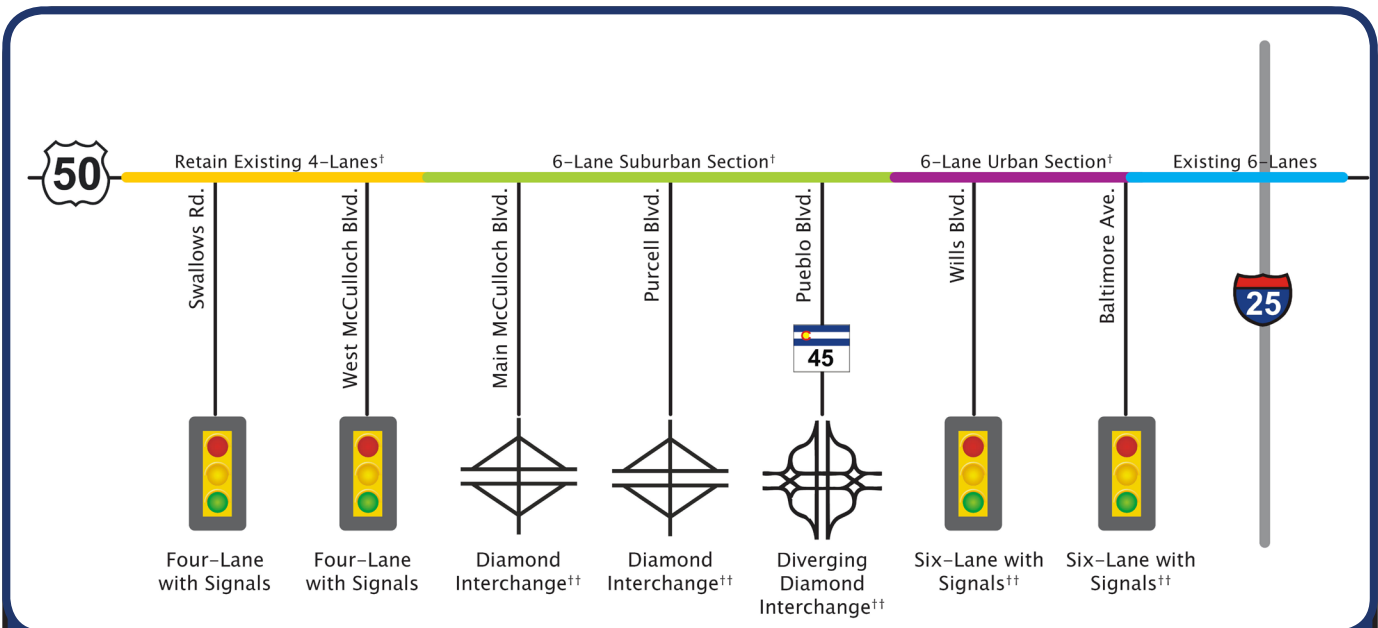 50
Retain Existing 4-Lanes†
6-Lane Suburban Section†
6-Lane Urban Section†
Existing 6-Lanes
Swallows Rd.
West McCulloch Blvd.
Main McCulloch Blvd.
Purcell Blvd.
Pueblo Blvd.
Wills Blvd.
Baltimore Ave.
45
25
Four-Lane
with Signals
Four-Lane
with Signals
Diamond
Interchange††
Diamond
Interchange††
Diverging
Diamond
Interchange††
Six-Lane with
Signals††
Six-Lane with
Signals††